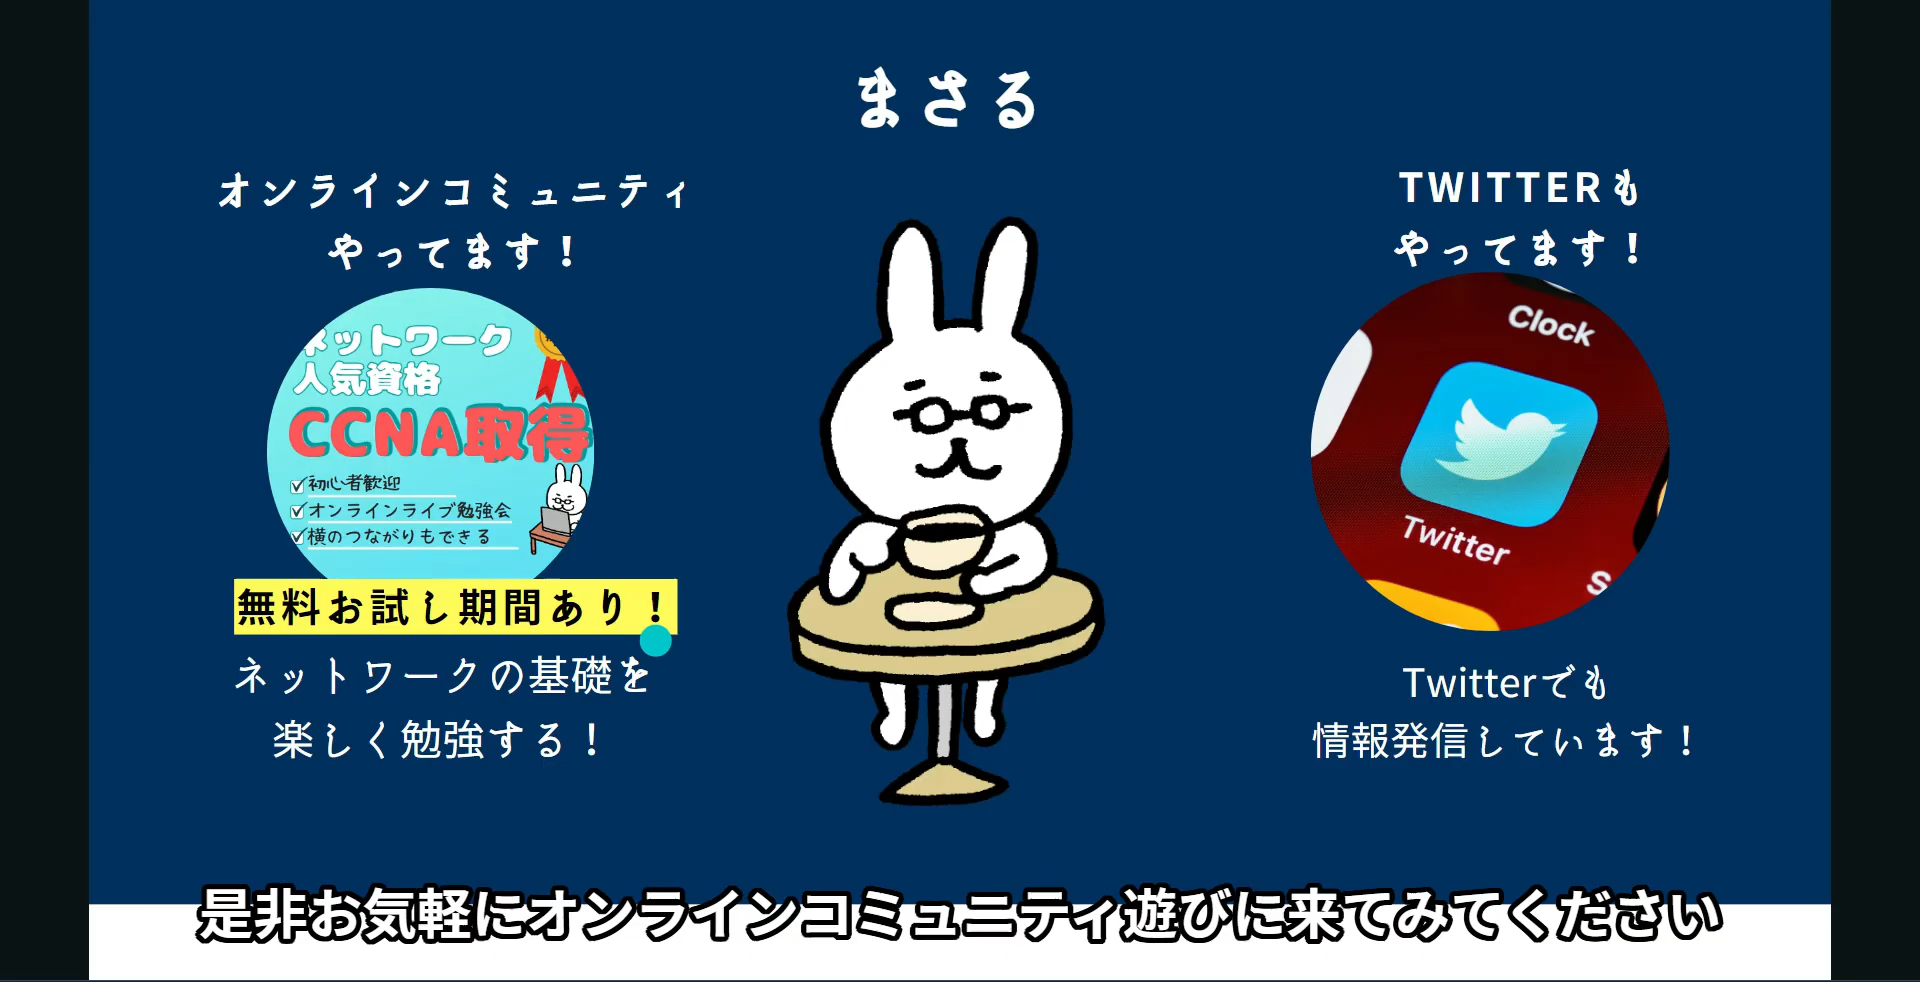 まさる
オンラインコミュニティ
やってます！
ネットワーク
人気資格
CCNA取得
初心者歓迎
オンラインライブ勉強会
横のつながりもできる
無料お試し期間あり！
ネットワークの基礎を
楽しく勉強する！
TWITTERも
やってます！
Clock
Twitter
S
Twitterでも
情報発信しています！
是非お気軽にオンラインコミュニティ遊びに来てみてください